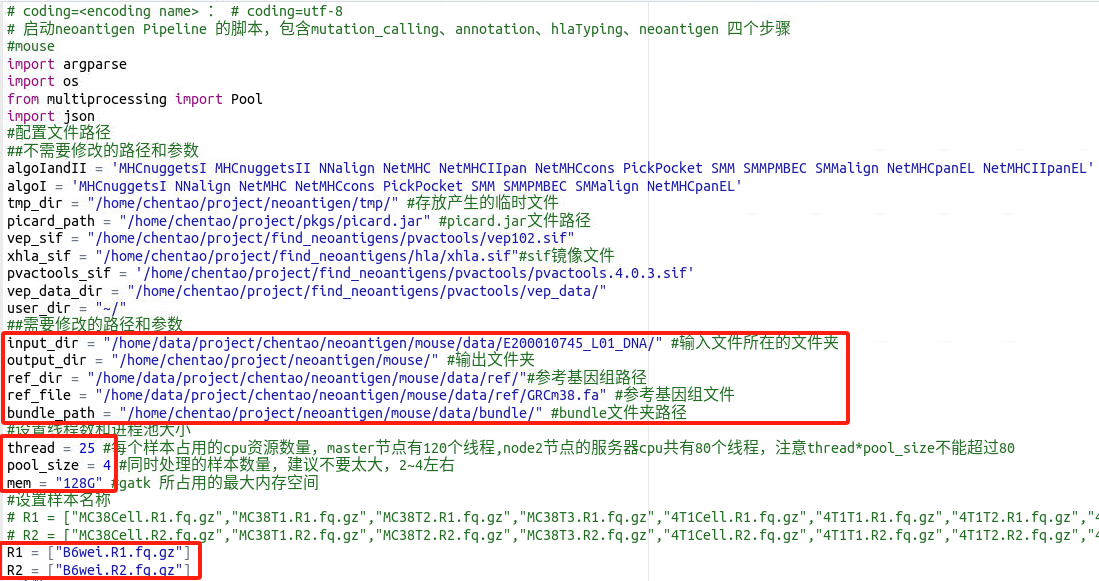 # coding=<encoding name> ： # coding=utf-8
# 启动neoantigen Pipeline 的脚本，包含mutation_calling、annotation、hlaTyping、neoantigen 四个步骤
#mouse
import argparse
import os
from multiprocessing import Pool
import json
#配置文件路径
##不需要修改的路径和参数
algoIandII = 'MHCnuggetsI MHCnuggetsII NNalign NetMHC NetMHCIIpan NetMHCcons PickPocket SMM SMMPMBEC SMMalign NetMHCpanEL NetMHCIIpanEL'
algoI = 'MHCnuggetsI NNalign NetMHC NetMHCcons PickPocket SMM SMMPMBEC SMMalign NetMHCpanEL'
tmp_dir = "/home/chentao/project/neoantigen/tmp/" #存放产生的临时文件
picard_path = "/home/chentao/project/pkgs/picard.jar" #picard.jar文件路径
vep_sif = "/home/chentao/project/find_neoantigens/pvactools/vep102.sif"
xhla_sif = "/home/chentao/project/find_neoantigens/hla/xhla.sif"#sif镜像文件
pvactools_sif = '/home/chentao/project/find_neoantigens/pvactools/pvactools.4.0.3.sif'
vep_data_dir = "/home/chentao/project/find_neoantigens/pvactools/vep_data/"
user_dir = "~/"
##需要修改的路径和参数
input_dir = "/home/data/project/chentao/neoantigen/mouse/data/E200010745_L01_DNA/" #输入文件所在的文件夹
output_dir = "/home/chentao/project/neoantigen/mouse/" #输出文件夹
ref_dir = "/home/data/project/chentao/neoantigen/mouse/data/ref/"#参考基因组路径
ref_file = "/home/data/project/chentao/neoantigen/mouse/data/ref/GRCm38.fa" #参考基因组文件
bundle_path = "/home/chentao/project/neoantigen/mouse/data/bundle/" #bundle文件夹路径
#设置线程数和进程池大小
thread = 25 #每个样本占用的cpu资源数量，master节点有120个线程,node2节点的服务器cpu共有80个线程，注意thread*pool_size不能超过80
pool_size = 4 #同时处理的样本数量，建议不要太大，2~4左右
mem = "128G" #gatk 所占用的最大内存空间
#设置样本名称
# R1 = ["MC38Cell.R1.fq.gz","MC38T1.R1.fq.gz","MC38T2.R1.fq.gz","MC38T3.R1.fq.gz","4T1Cell.R1.fq.gz","4T1T1.R1.fq.gz","4T1T2.R1.fq.gz","4
# R2 = ["MC38Cell.R2.fq.gz","MC38T1.R2.fq.gz","MC38T2.R2.fq.gz","MC38T3.R2.fq.gz","4T1Cell.R2.fq.gz","4T1T1.R2.fq.gz","4T1T2.R2.fq.gz","4
R1 = ["B6wei.R1.fq.gz"]
R2 = ["B6wei.R2.fq.gz"]